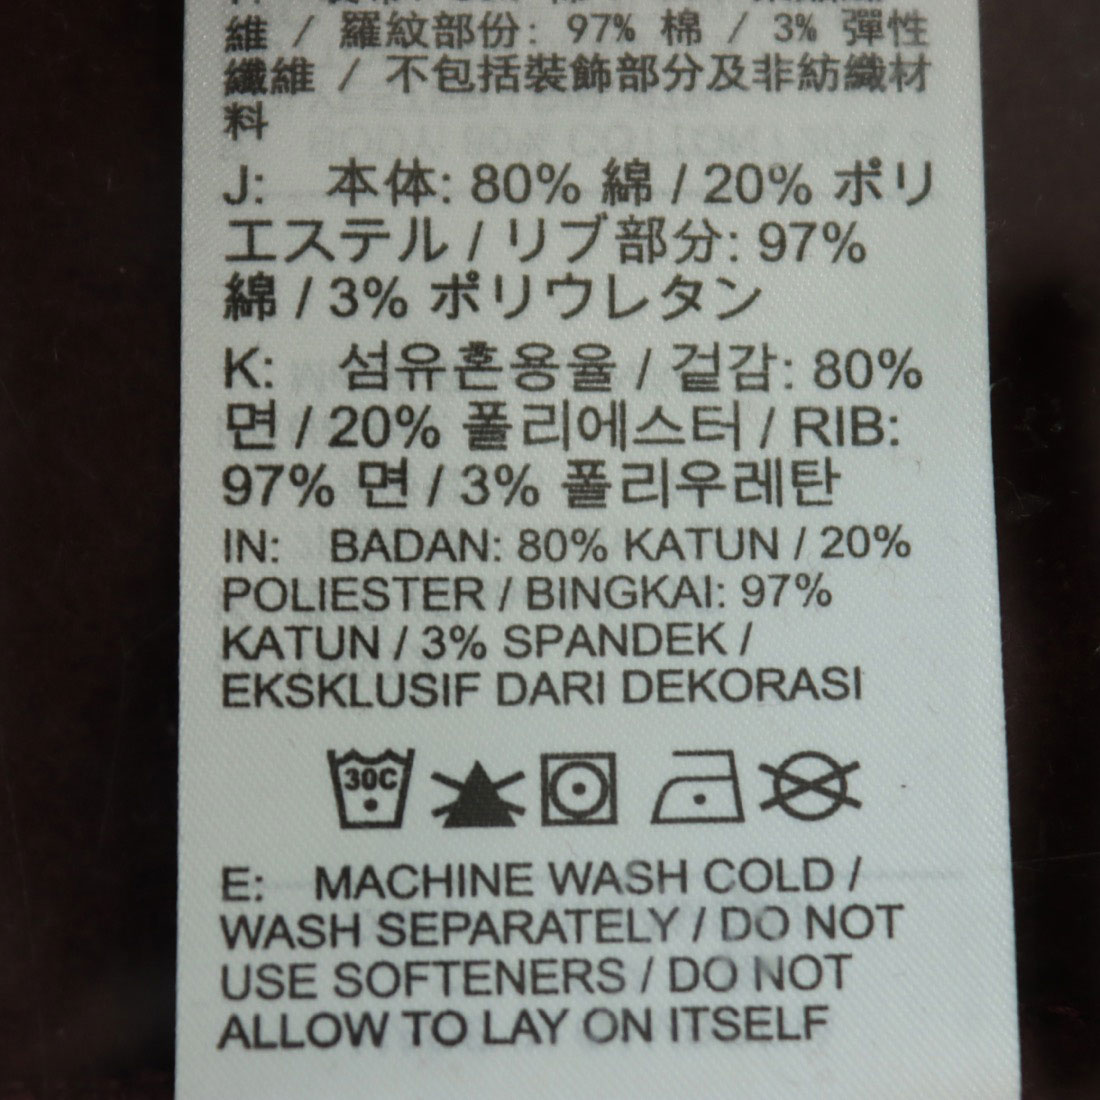 維 / 羅紋部份: 97% 棉 / 3% 彈性
纖維 / 不包括裝飾部分及非紡織材
料
J: 本体: 80% 綿 / 20% ポリ
エステル / リブ部分: 97%
綿 / 3% ポリウレタン
K: 섬유혼용율 / 겉감: 80%
면 / 20% 폴리에스터 / RIB:
97% 면 / 3% 폴리우레탄
IN: BADAN: 80% KATUN / 20%
POLIESTER / BINGKAI: 97%
KATUN / 3% SPANDEK /
EKSKLUSIF DARI DEKORASI
30C
E: MACHINE WASH COLD /
WASH SEPARATELY / DO NOT
USE SOFTENERS / DO NOT
ALLOW TO LAY ON ITSELF